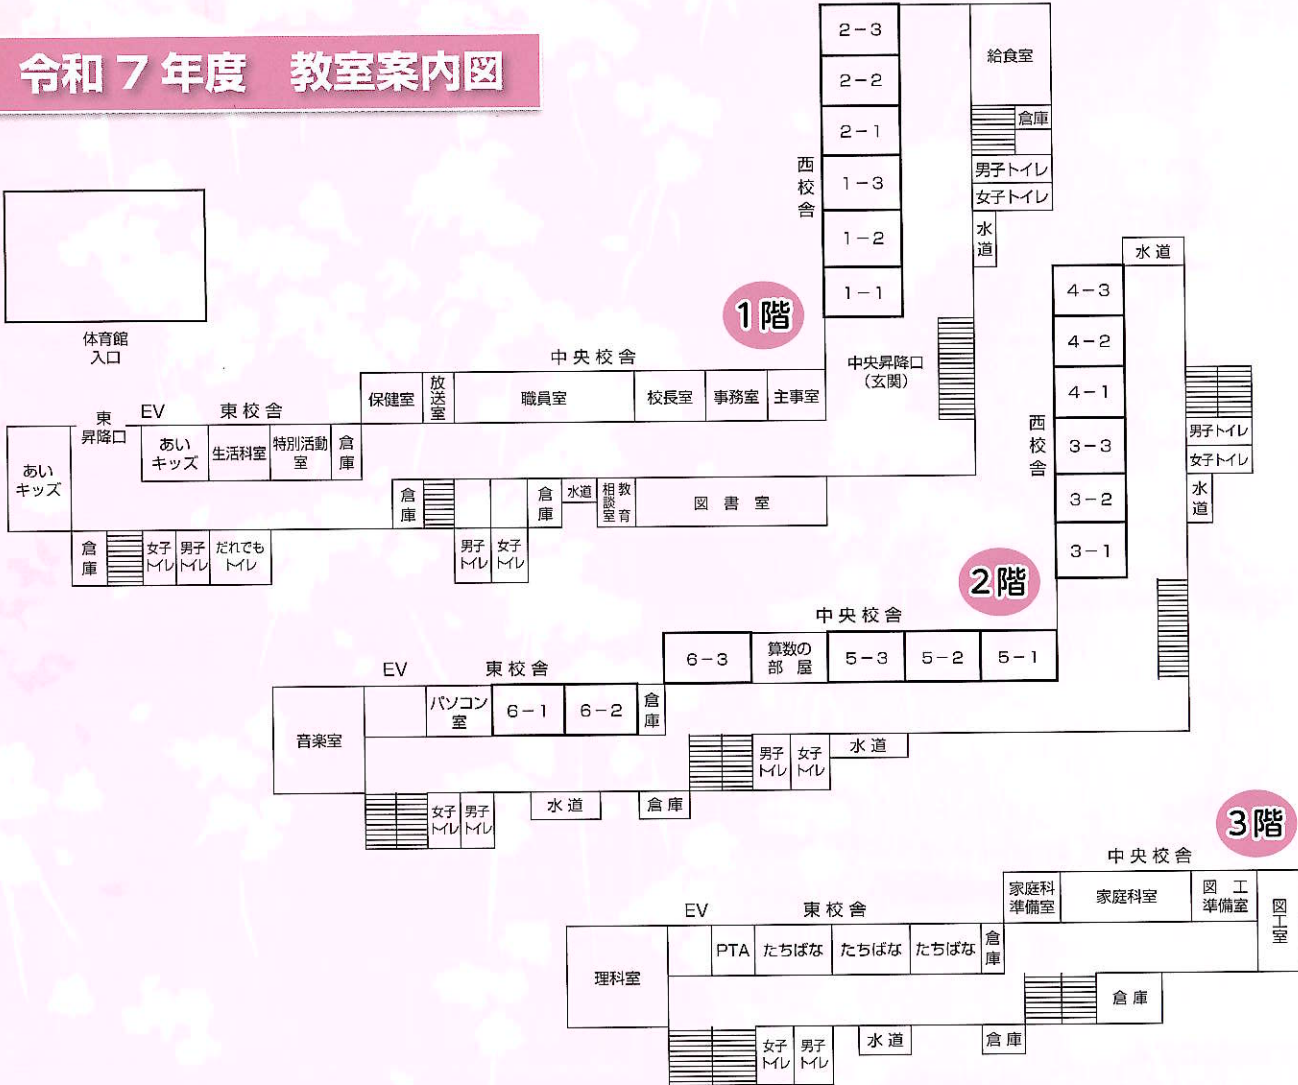 令和7年度 教室案内図
2-3
2-2
2-1
1-3
1-2
1-1
西校舎
給食室
倉庫
男子トイレ
女子トイレ
水道
1階
中央昇降口
(玄関)
体育館
入口
中央校舎
保健室
放送室
職員室
校長室
事務室
主事室
東
昇降口
EV
東校舎
あい
キッズ
あい
キッズ
生活科室
特別活動
室
倉庫
倉庫
倉庫
水道
教育
相談室
図書室
男子
トイレ
女子
トイレ
倉庫
女子
トイレ
男子
トイレ
だれでも
トイレ
水道
4-3
4-2
4-1
3-3
3-2
3-1
西校舎
男子トイレ
女子トイレ
水道
2階
中央校舎
6-3
算数の
部屋
5-3
5-2
5-1
EV
東校舎
音楽室
パソコン
室
6-1
6-2
倉庫
男子
トイレ
女子
トイレ
水道
女子
トイレ
男子
トイレ
水道
倉庫
3階
中央校舎
家庭科
準備室
家庭科室
図工
準備室
図工室
EV
東校舎
理科室
PTA
たちばな
たちばな
たちばな
倉庫
倉庫
女子
トイレ
男子
トイレ
水道
倉庫